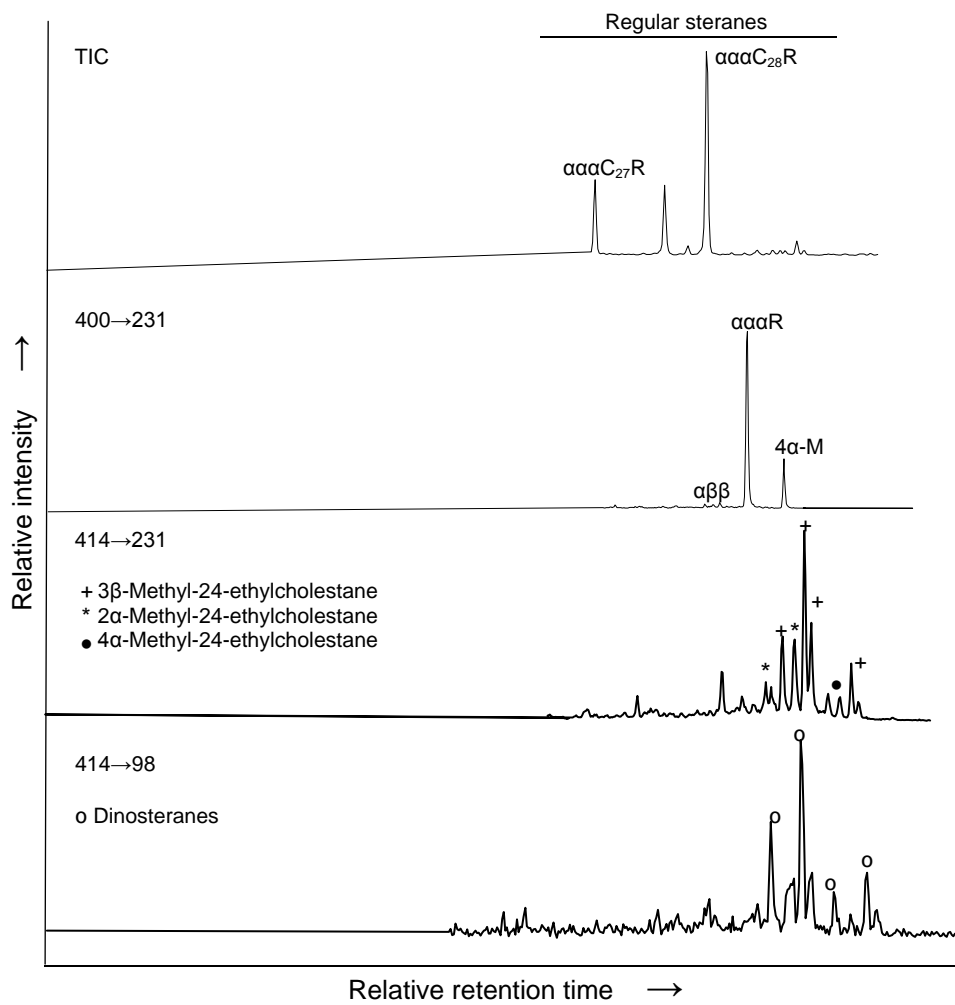 Regular steranes
TIC
αααC₂₈R
αααC₂₇R
400→231
αααR
4α-M
αββ
414→231
+ 3β-Methyl-24-ethylcholestane
* 2α-Methyl-24-ethylcholestane
● 4α-Methyl-24-ethylcholestane
+
+
+
*
*
●
+
414→98
o Dinosteranes
o
o
o
o
Relative intensity →
Relative retention time →